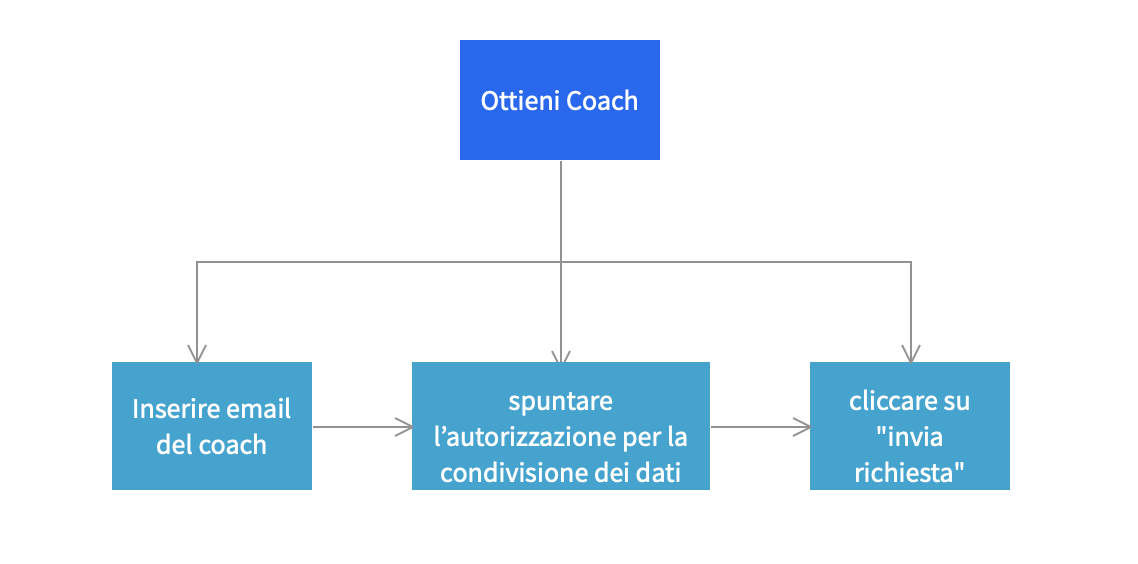 Ottieni Coach
Inserire email
del coach
spuntare
l’autorizzazione per la
condivisione dei dati
cliccare su
"invia
richiesta"